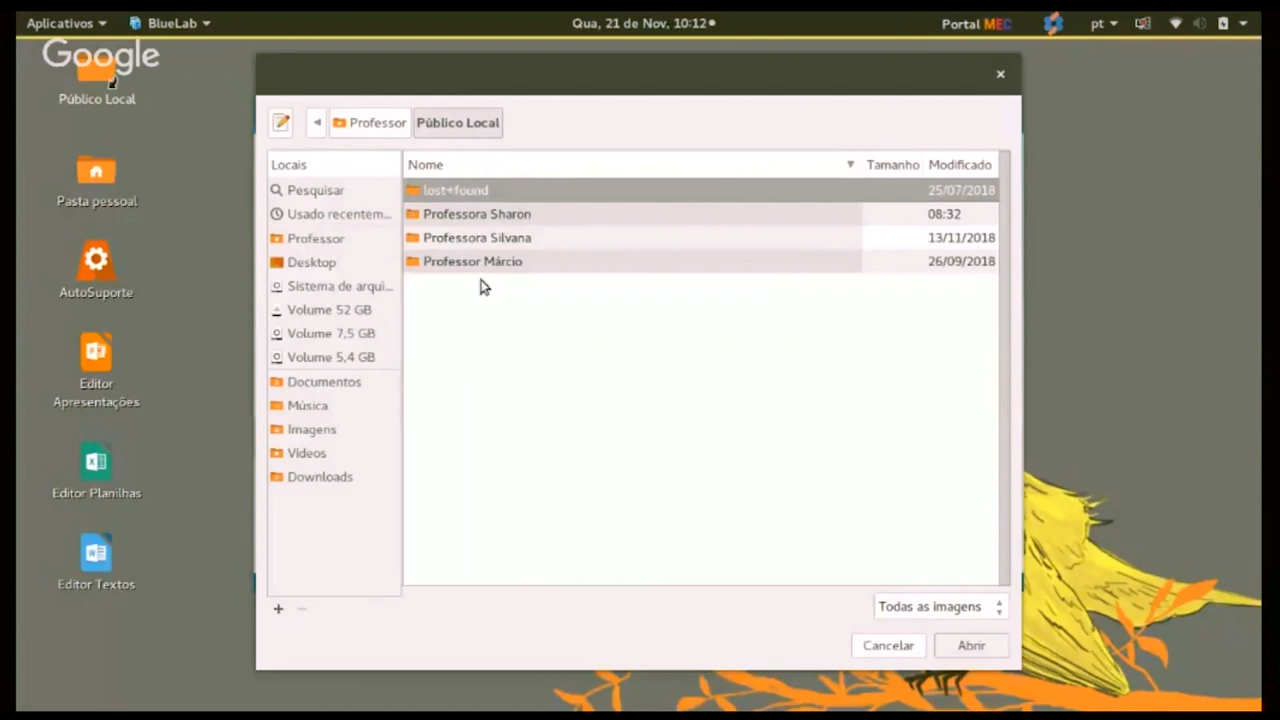 Aplicativos BlueLab Qua, 21 de Nov, 10:12 Portal MEC pt
Google
Público Local
Pasta pessoal
AutoSuporte
Editor
Apresentações
Editor Planilhas
Editor Textos
Professor Público Local
Locais Nome Tamanho Modificado
Pesquisar lost+found 25/07/2018
Usado recentem... Professora Sharon 08:32
Professor Professora Silvana 13/11/2018
Desktop Professor Márcio 26/09/2018
Sistema de arqui...
Volume 52 GB
Volume 7,5 GB
Volume 5,4 GB
Documentos
Música
Imagens
Vídeos
Downloads
Todas as imagens
Cancelar Abrir